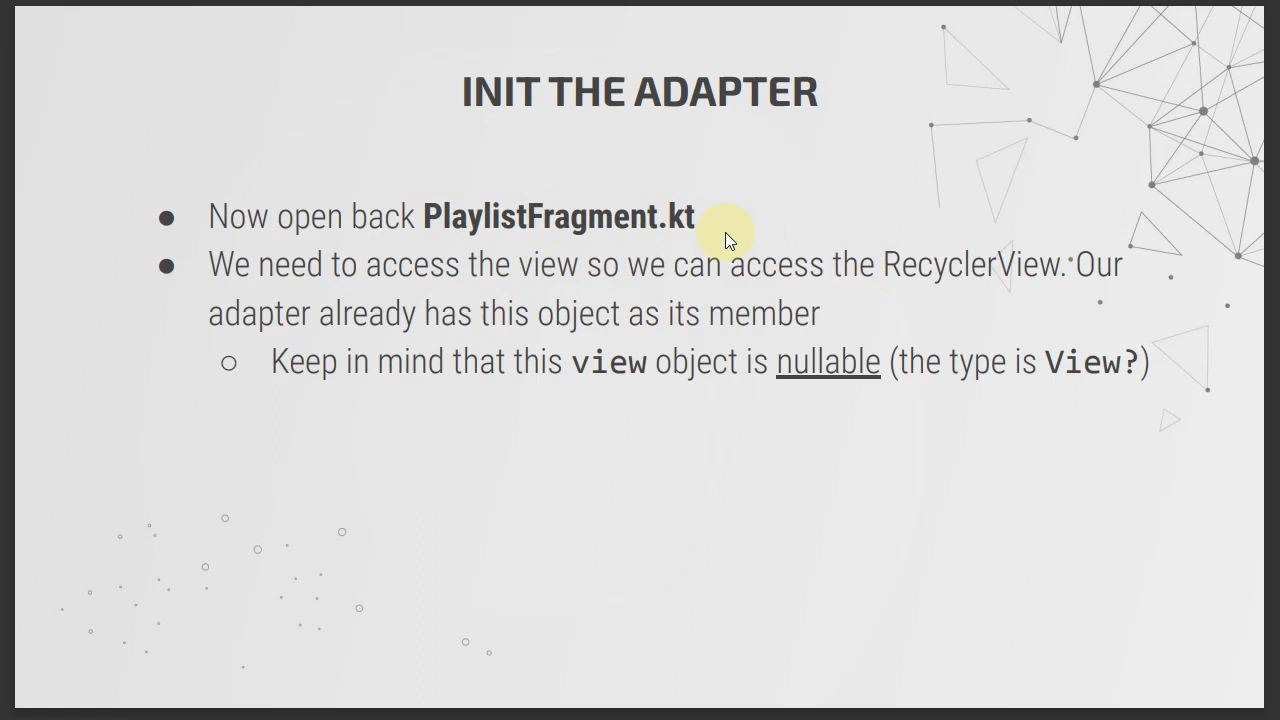 INIT THE ADAPTER
● Now open back PlaylistFragment.kt
● We need to access the view so we can access the RecyclerView. Our
adapter already has this object as its member
○ Keep in mind that this view object is nullable (the type is View?)